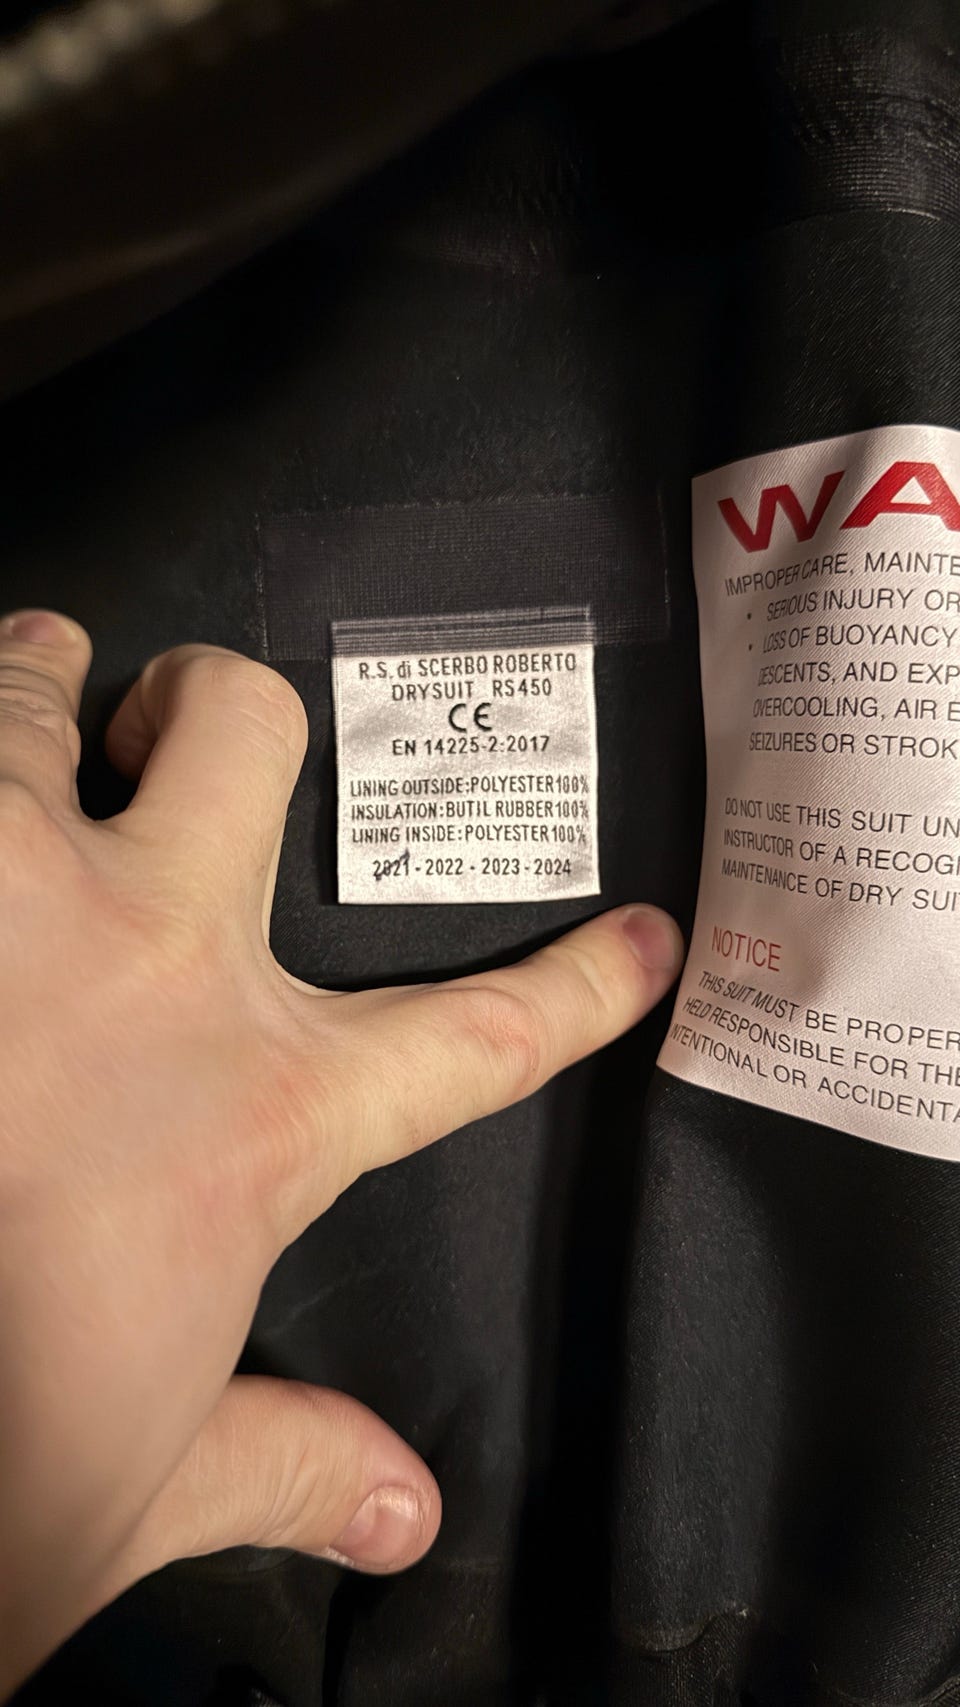 R.S. di SCERBO ROBERTO
DRYSUIT RS450
CE
EN 14225-2:2017
LINING OUTSIDE:POLYESTER100%
INSULATION:BUTIL RUBBER100%
LINING INSIDE:POLYESTER100%
2021 - 2022 - 2023 - 2024
WA
IMPROPER CARE, MAINTE
• SERIOUS INJURY OR
• LOSS OF BUOYANCY
DESCENTS, AND EXP
OVERCOOLING, AIR E
SEIZURES OR STROK
DO NOT USE THIS SUIT UN
INSTRUCTOR OF A RECOGI
MAINTENANCE OF DRY SUI
NOTICE
THIS SUIT MUST BE PROPER
HELD RESPONSIBLE FOR THE
INTENTIONAL OR ACCIDENTA